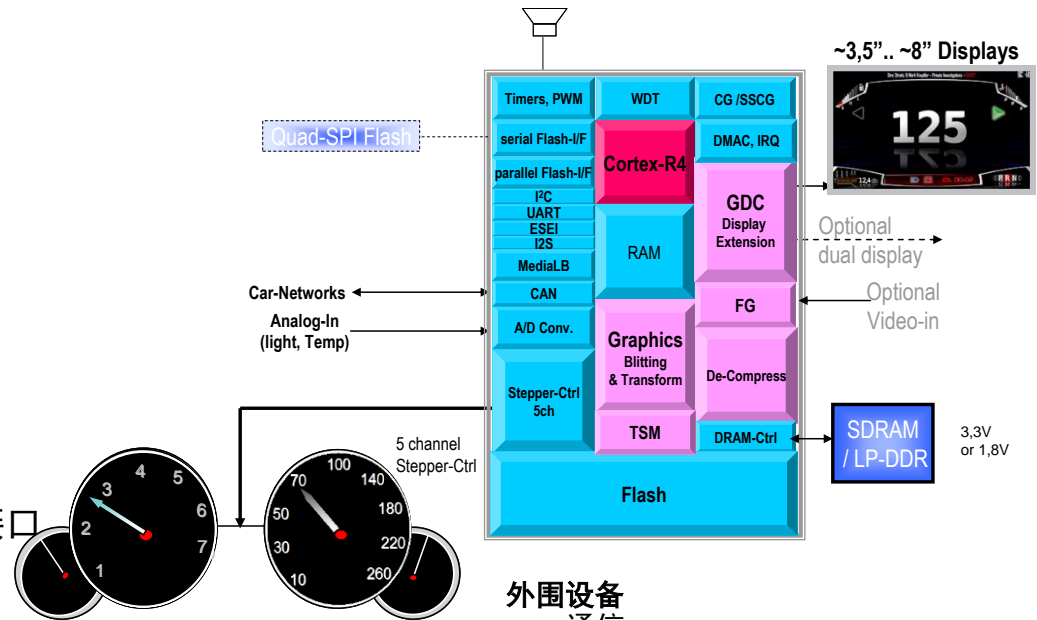 ~3,5”.. ~8” Displays
Timers, PWM
WDT
CG /SSCG
Quad-SPI Flash
serial Flash-I/F
Cortex-R4
DMAC, IRQ
125
parallel Flash-I/F
I²C
UART
ESEI
I2S
MediaLB
CAN
A/D Conv.
RAM
GDC
Display
Extension
Optional
dual display
Car-Networks
Analog-In
(light, Temp)
FG
Optional
Video-in
Graphics
Blitting
& Transform
De-Compress
Stepper-Ctrl
5ch
TSM
DRAM-Ctrl
SDRAM
/ LP-DDR
3,3V
or 1,8V
5 channel
Stepper-Ctrl
Flash
1
2
3
4
5
6
7
10
30
50
70
100
140
180
220
260
口
外围设备